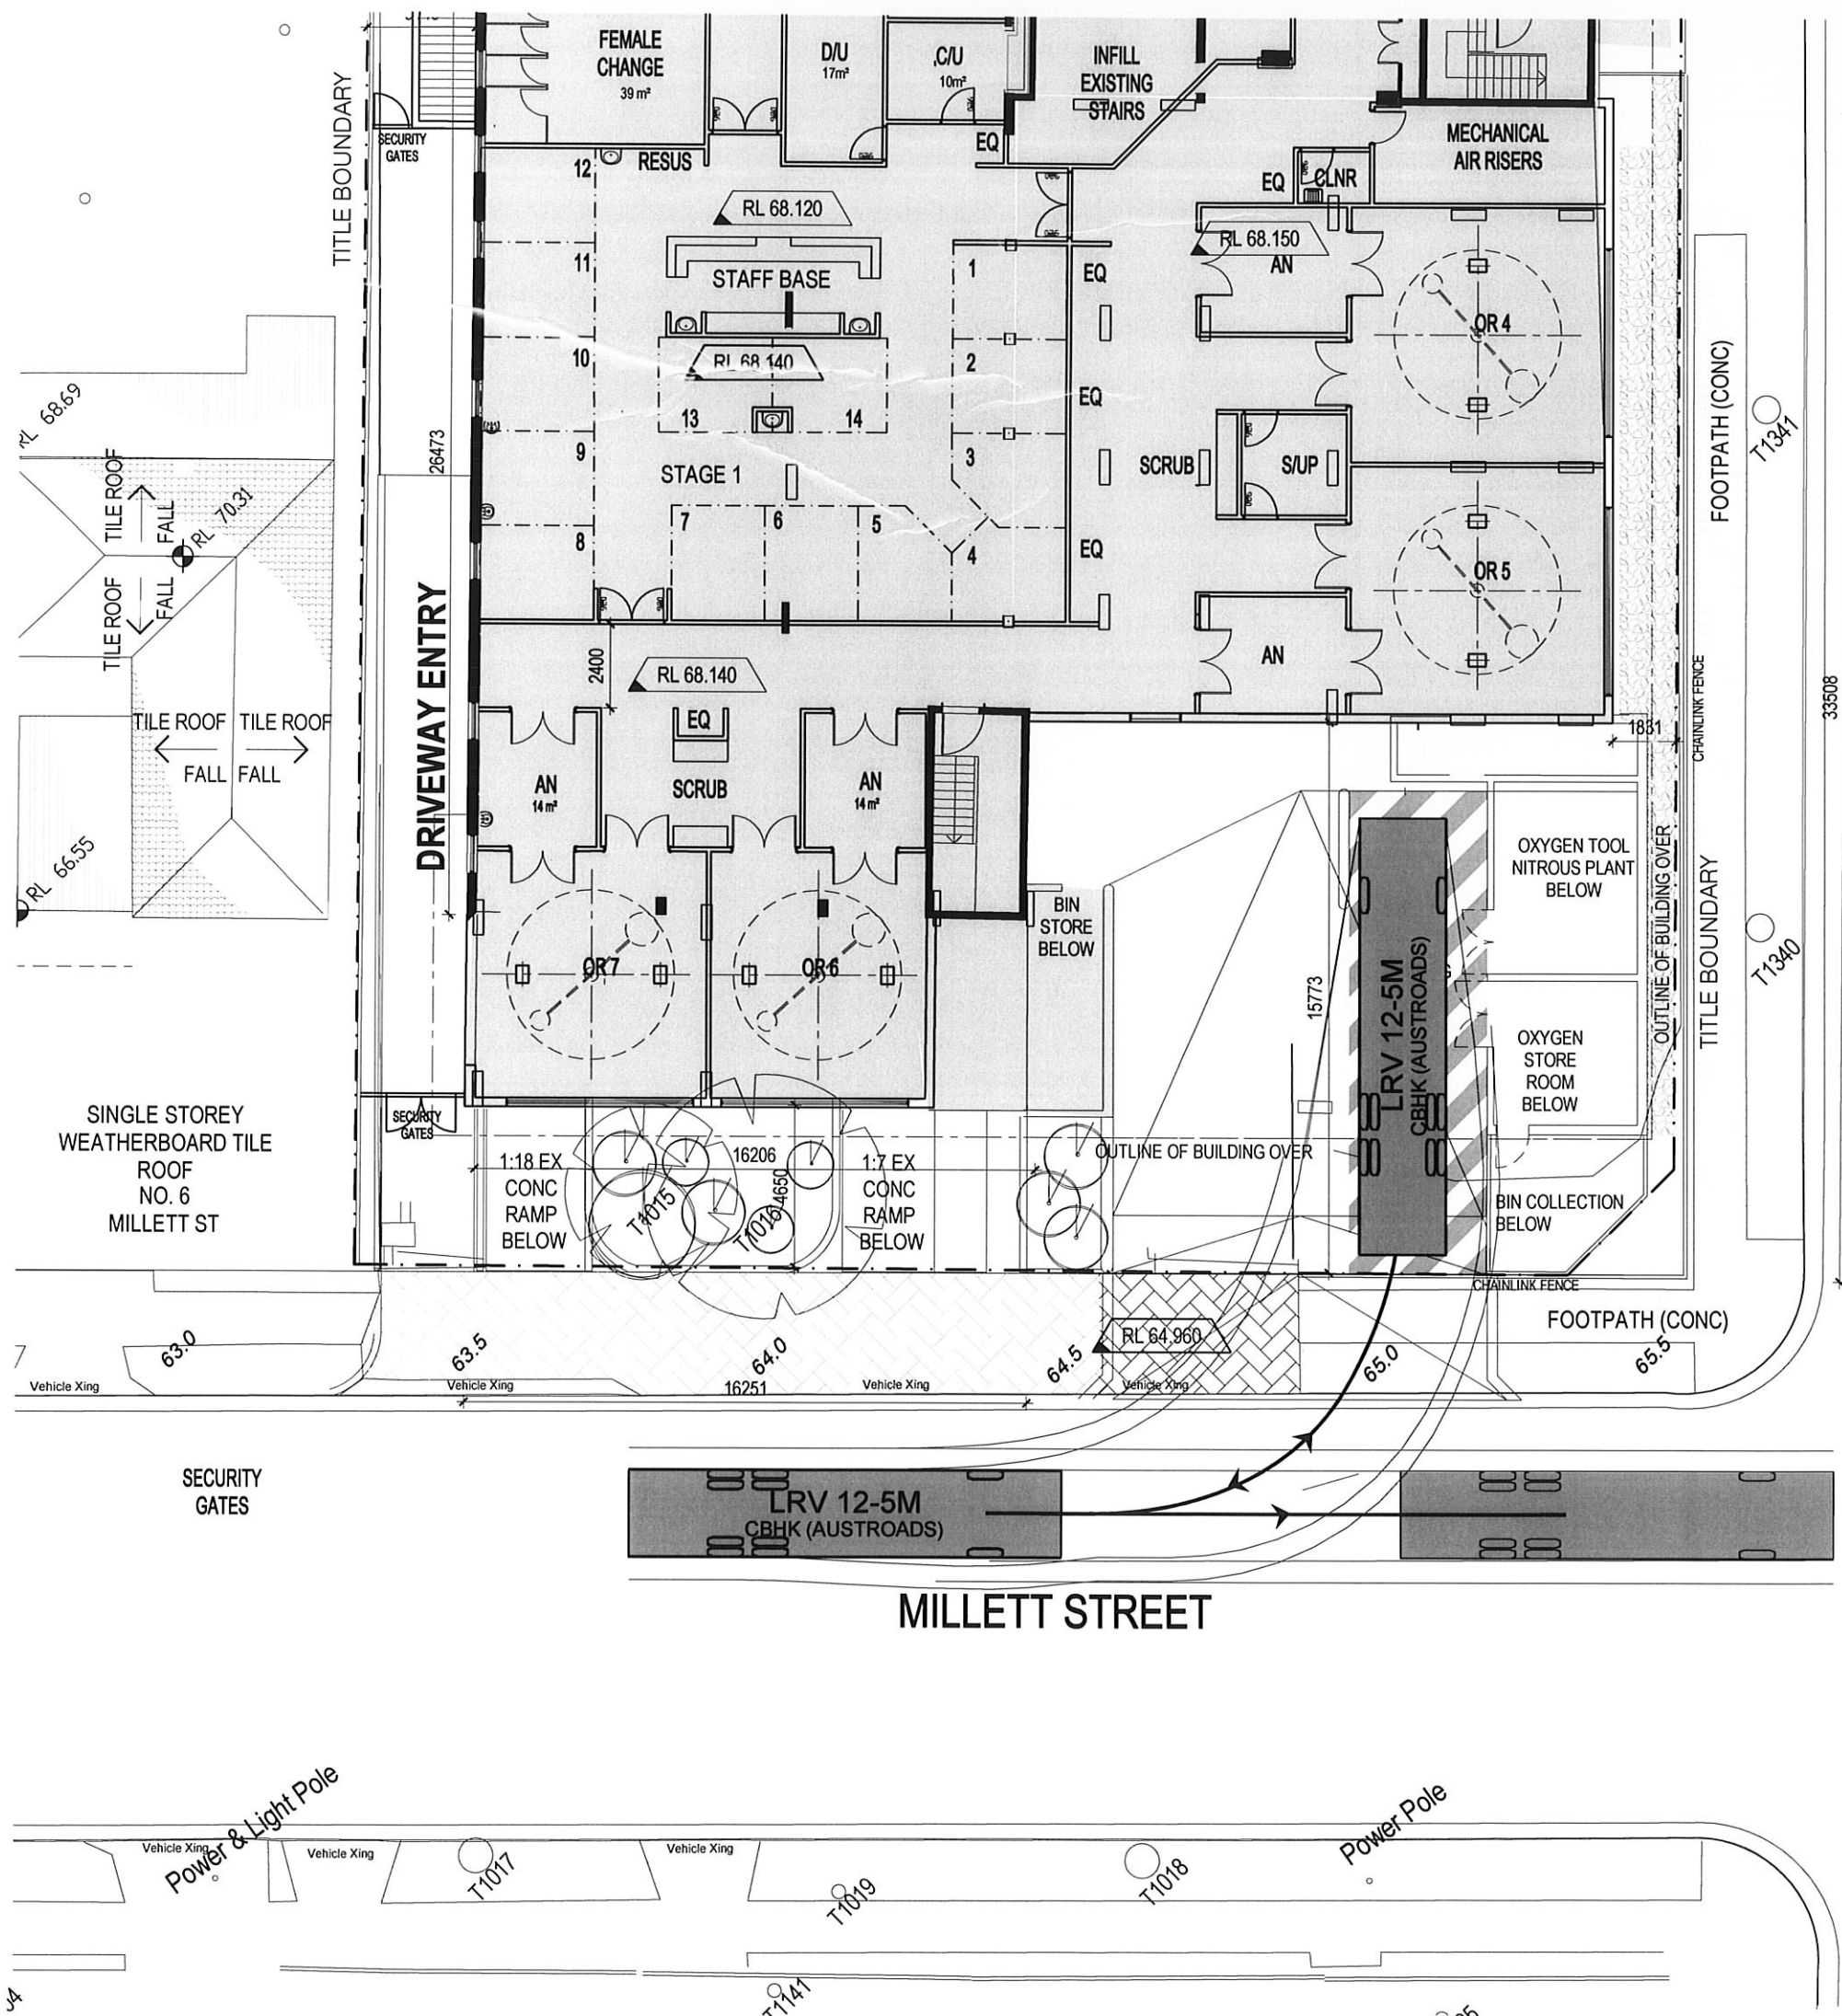 FEMALE
CHANGE
39 m²
D/U
17m²
C/U
10m²
INFILL
EXISTING
STAIRS
TITLE BOUNDARY
SECURITY
GATES
EQ
MECHANICAL
AIR RISERS
12
RESUS
EQ
CLNR
RL 68.120
RL 68.150
AN
11
STAFF BASE
1
EQ
OR 4
10
RL 68.140
2
FOOTPATH (CONC)
RL 68.69
13
14
EQ
T1341
26473
9
STAGE 1
3
SCRUB
S/UP
TILE ROOF
FALL
RL 70.31
7
6
5
8
4
EQ
OR 5
TILE ROOF
FALL
DRIVEWAY ENTRY
2400
RL 68.140
AN
CHAINLINK FENCE
33508
TILE ROOF
TILE ROOF
EQ
1831
FALL
FALL
AN
14 m²
SCRUB
AN
14 m²
OXYGEN TOOL
NITROUS PLANT
BELOW
OUTLINE OF BUILDING OVER
TITLE BOUNDARY
RL 66.55
BIN
STORE
BELOW
T1340
OR7
OR6
15773
LRV 12-5M
CBHK (AUSTROADS)
OXYGEN
STORE
ROOM
BELOW
SINGLE STOREY
WEATHERBOARD TILE
ROOF
NO. 6
MILLETT ST
SECURITY
GATES
1:18 EX
CONC
RAMP
BELOW
16206
4650
T1015
T1016
1:7 EX
CONC
RAMP
BELOW
OUTLINE OF BUILDING OVER
BIN COLLECTION
BELOW
CHAINLINK FENCE
FOOTPATH (CONC)
63.0
63.5
64.0
64.5
RL 64.960
65.0
65.5
Vehicle Xing
Vehicle Xing
16251
Vehicle Xing
Vehicle Xing
SECURITY
GATES
LRV 12-5M
CBHK (AUSTROADS)
MILLETT STREET
Power & Light Pole
Power Pole
Vehicle Xing
Vehicle Xing
Vehicle Xing
T1017
T1019
T1018
T1141